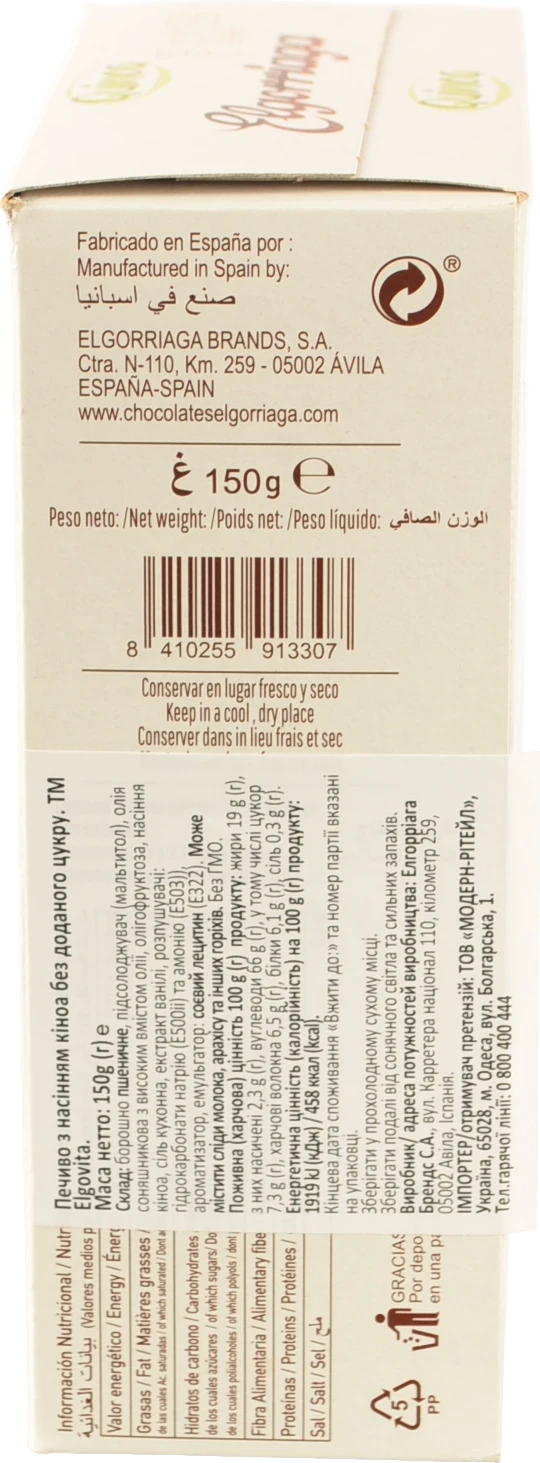 Quinoa
Elgorriaga
Fabricado en España por :
Manufactured in Spain by:
صنع في اسبانيا
®
ELGORRIAGA BRANDS, S.A.
Ctra. N-110, Km. 259 - 05002 ÁVILA
ESPAÑA-SPAIN
www.chocolateselgorriaga.com
غ 150g ℮
Peso neto: /Net weight: /Poids net: /Peso líquido: الوزن الصافي
8 410255 913307
Conservar en lugar fresco y seco
Keep in a cool , dry place
Conserver dans in lieu frais et sec
Печиво з насінням кіноа без доданого цукру. ТМ
Elgovita.
Маса нетто: 150g (г) ℮
Склад: борошно пшеничне, підсолоджувач (мальтитол), олія
соняшникова з високим вмістом олії, олігофруктоза, насіння
кіноа, сіль кухонна, екстракт ванілі, розпушувачі:
гідрокарбонати натрію (E500ii) та амонію (E503)),
ароматизатор, емульгатор: соєвий лецитин (E322). Може
містити сліди молока, арахісу та інших горіхів. Без ГМО.
Поживна (харчова) цінність 100 g (г) продукту: жири 19 g (г),
з них насичені 2,3 g (г), вуглеводи 66 g (г), у тому числі цукор
7,3 g (г), харчові волокна 6,5 g (г), білки 6,1 g (г), сіль 0,3 g (г).
Енергетична цінність (калорійність) на 100 g (г) продукту:
1919 kJ (кДж) / 458 ккал (kcal).
Кінцева дата споживання «Вжити до:» та номер партії вказані
на упаковці.
Зберігати у прохолодному сухому місці.
Зберігати подалі від сонячного світла та сильних запахів.
Виробник/ адреса потужностей виробництва: Елгорріага
Брендс С.А., вул. Карретера націонал 110, кілометр 259,
05002 Авіла, Іспанія.
ІМПОРТЕР/отримувач претензій: ТОВ «МОДЕРН-РІТЕЙЛ»,
Україна, 65028, м. Одеса, вул. Болгарська, 1.
Тел.гарячої лінії: 0 800 400 444
Información Nutricional / Nutr
بيانات الغذائية (Valores medios p
Valor energético / Energy / Énerg
Grasas / Fat / Matières grasses /
de las cuales Ac. saturadas / of which saturated / Dont a
Hidratos de carbono / Carbohydrates
de los cuales azúcares / of which sugars/ Do
de los cuales polialcoholes / of which polyols / dont
Fibra Alimentaria / Alimentary fibe
Proteínas / Proteins / Protéines /
Sal / Salt / Sel / ملح /
GRACIAS
Por depo
en una pa
5
PP